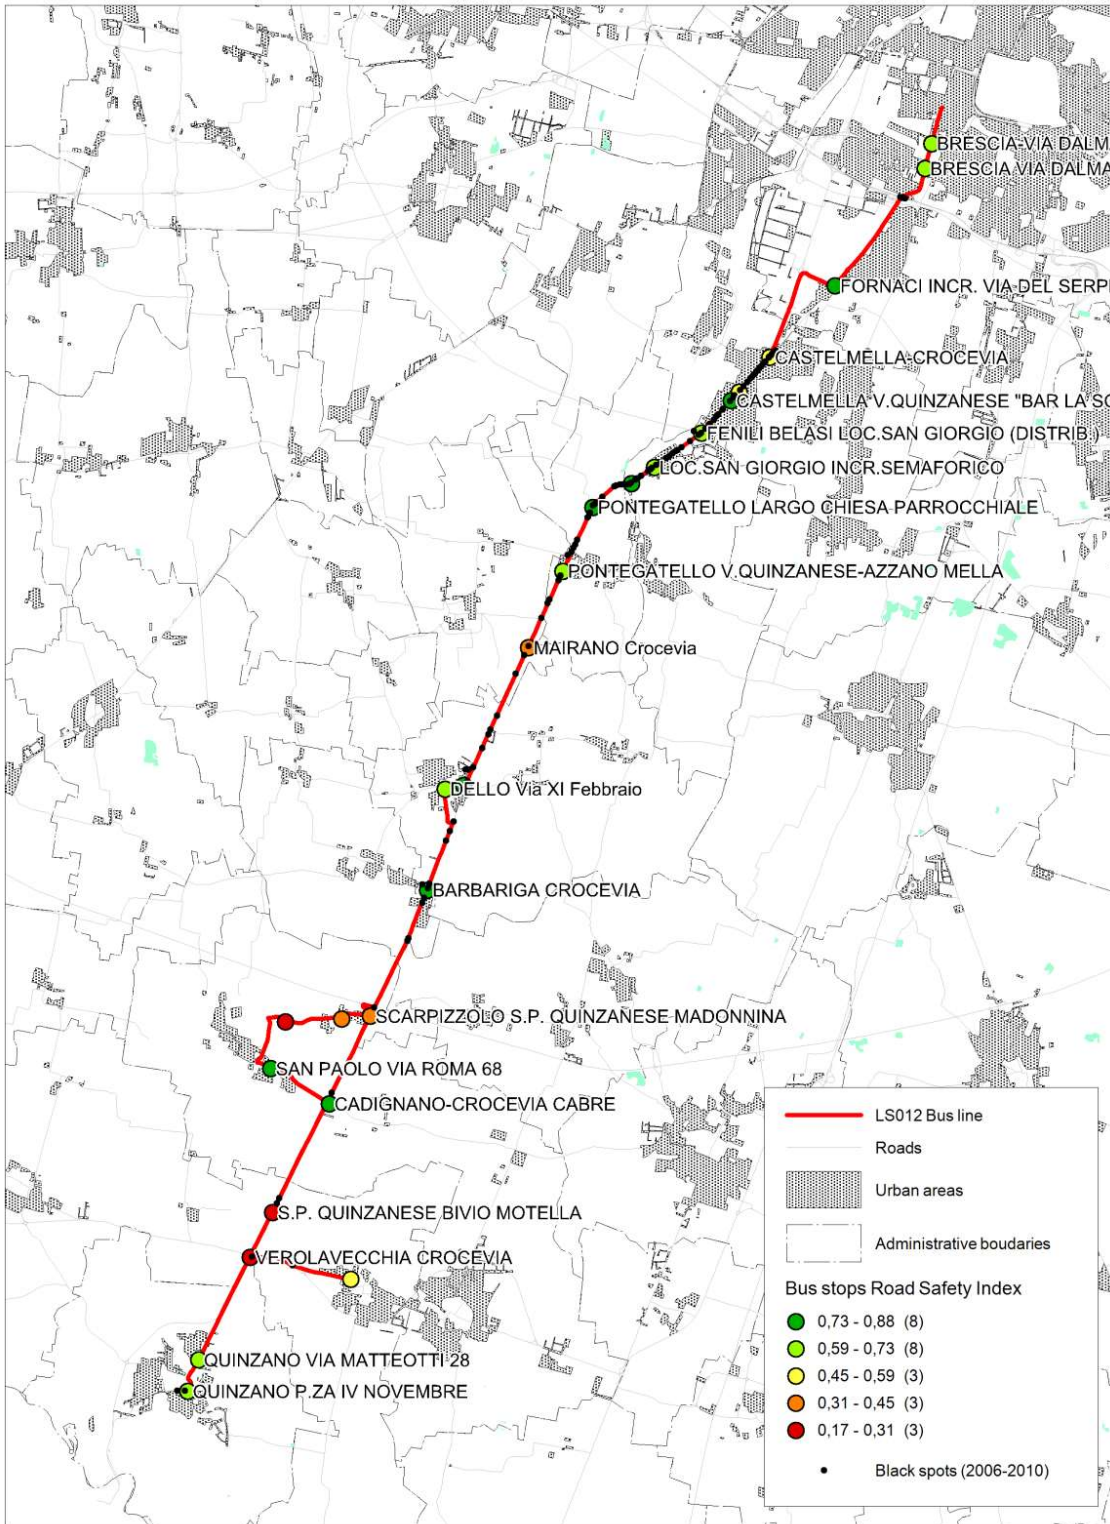 BRESCIA-VIA DALMA
BRESCIA VIA DALMA
FORNACI INCR. VIA DEL SERP
CASTELMELLA-CROCEVIA
CASTELMELLA V.QUINZANESE "BAR LA SO
FENILI BELASI LOC.SAN GIORGIO (DISTRIB.)
LOC.SAN GIORGIO INCR.SEMAFORICO
PONTEGATELLO LARGO CHIESA PARROCCHIALE
PONTEGATELLO V.QUINZANESE-AZZANO MELLA
MAIRANO Crocevia
DELLO Via XI Febbraio
BARBARIGA CROCEVIA
SCARPIZZOLO S.P. QUINZANESE MADONNINA
SAN PAOLO VIA ROMA 68
CADIGNANO-CROCEVIA CABRE
S.P. QUINZANESE BIVIO MOTELLA
VEROLAVECCHIA CROCEVIA
QUINZANO VIA MATTEOTTI 28
QUINZANO P.ZA IV NOVEMBRE
LS012 Bus line
Roads
Urban areas
Administrative boudaries
Bus stops Road Safety Index
0,73 - 0,88 (8)
0,59 - 0,73 (8)
0,45 - 0,59 (3)
0,31 - 0,45 (3)
0,17 - 0,31 (3)
Black spots (2006-2010)